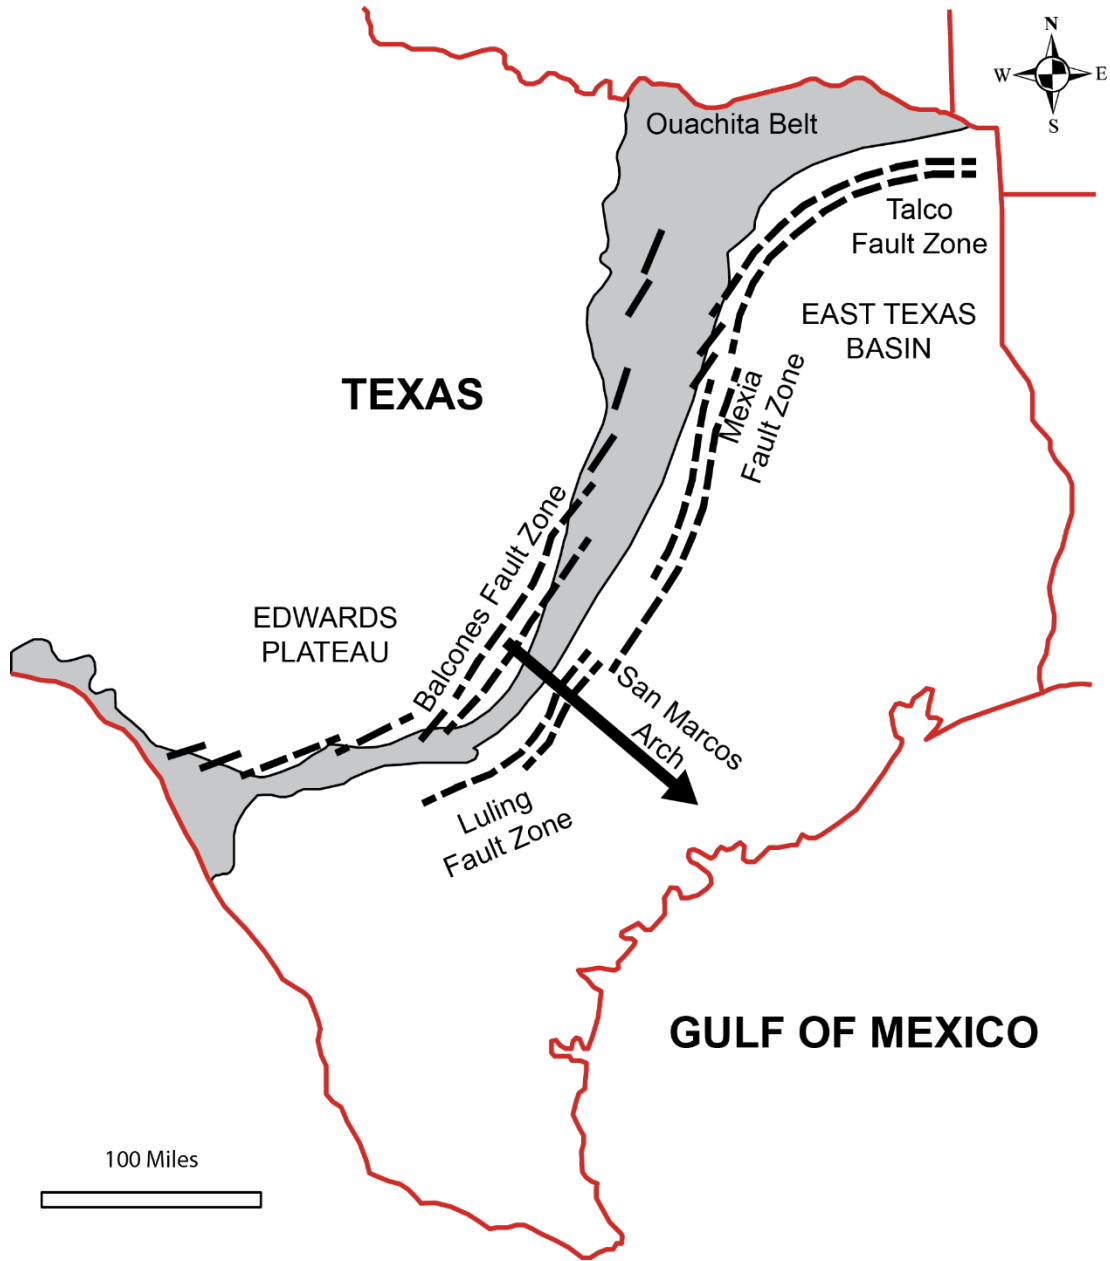 N
W
E
S
Ouachita Belt
Talco
Fault Zone
EAST TEXAS
BASIN
TEXAS
Mexia
Fault Zone
Balcones Fault Zone
EDWARDS
PLATEAU
San Marcos
Arch
Luling
Fault Zone
GULF OF MEXICO
100 Miles